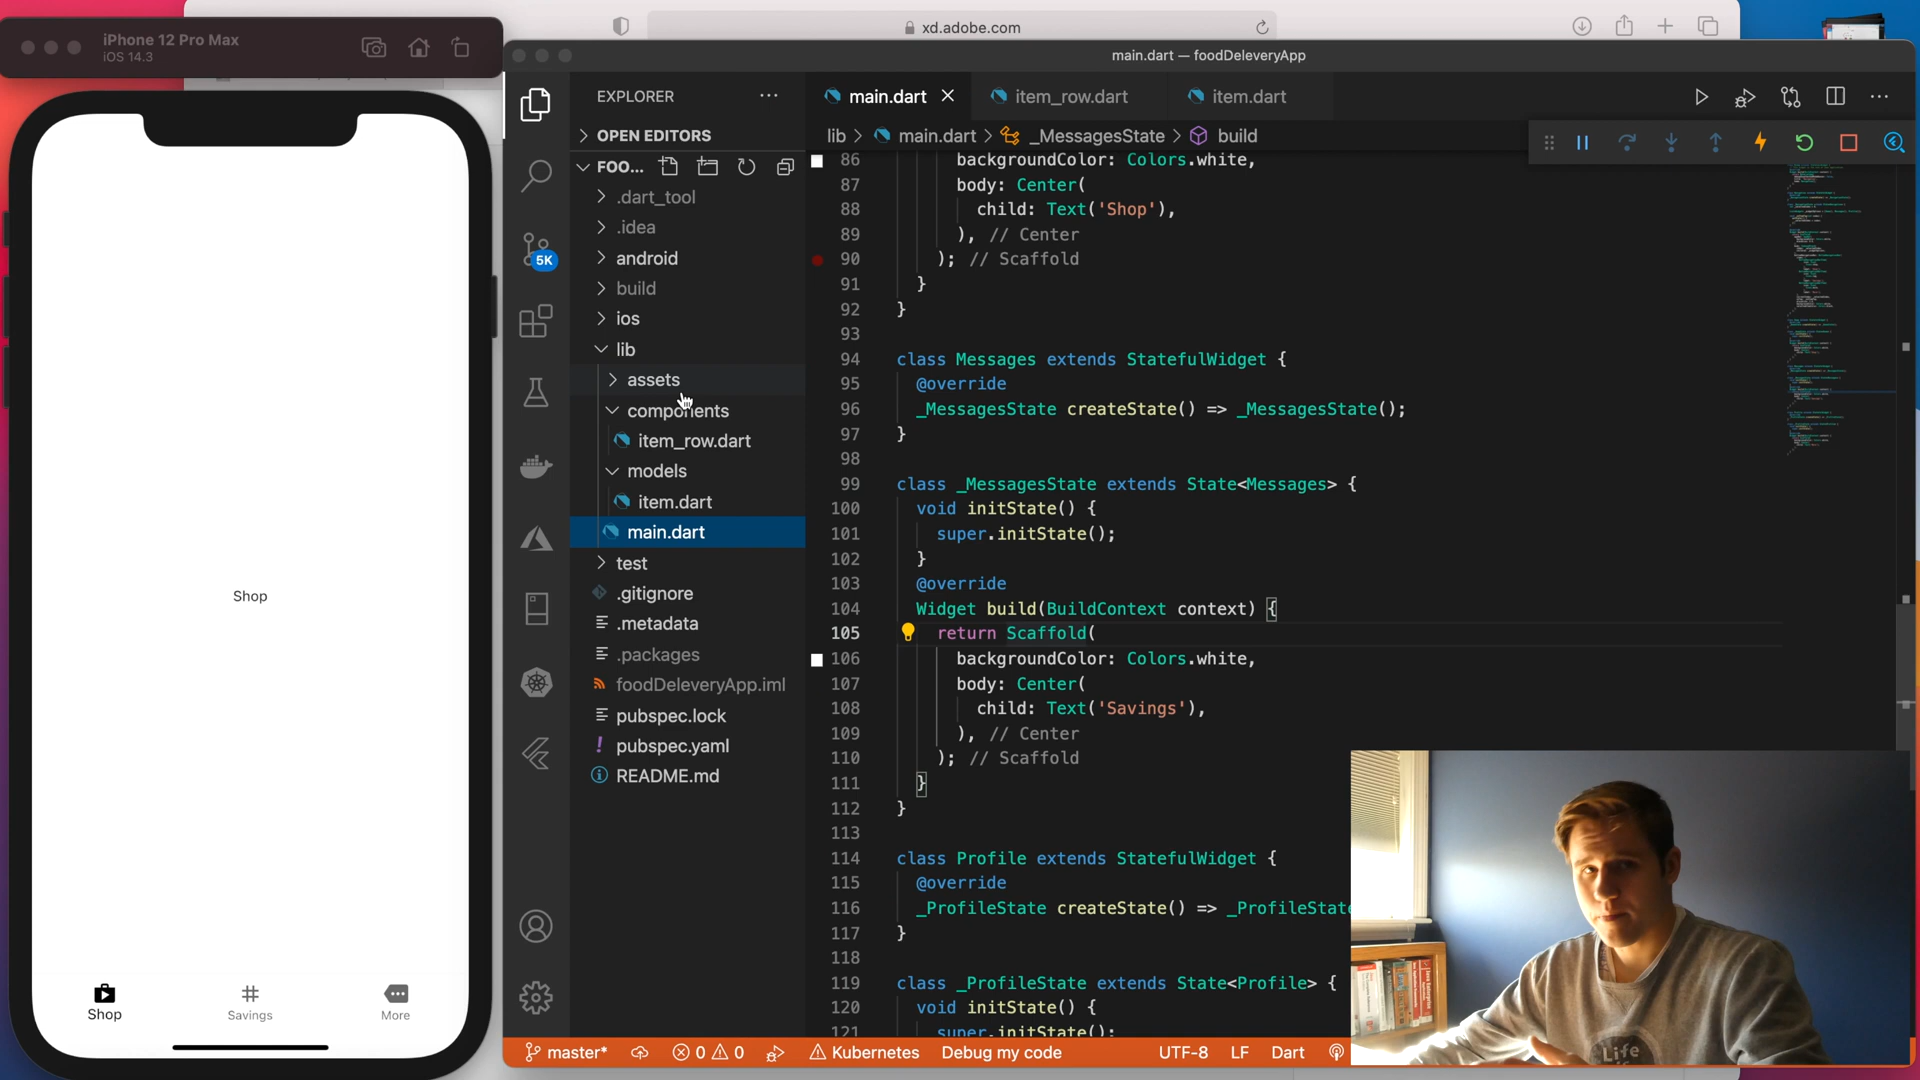 iPhone 12 Pro Max
iOS 14.3
xd.adobe.com
main.dart — foodDeleveryApp
EXPLORER
main.dart
item_row.dart
item.dart
OPEN EDITORS
lib > main.dart > _MessagesState > build
FOO...
.dart_tool
.idea
android
build
ios
lib
assets
components
item_row.dart
models
item.dart
main.dart
test
.gitignore
.metadata
.packages
foodDeleveryApp.iml
pubspec.lock
pubspec.yaml
README.md
5K
86 backgroundColor: Colors.white,
87 body: Center(
88 child: Text('Shop'),
89 ), // Center
90 ); // Scaffold
91 }
92 }
93
94 class Messages extends StatefulWidget {
95 @override
96 _MessagesState createState() => _MessagesState();
97 }
98
99 class _MessagesState extends State<Messages> {
100 void initState() {
101 super.initState();
102 }
103 @override
104 Widget build(BuildContext context) {
105 return Scaffold(
106 backgroundColor: Colors.white,
107 body: Center(
108 child: Text('Savings'),
109 ), // Center
110 ); // Scaffold
111 }
112 }
113
114 class Profile extends StatefulWidget {
115 @override
116 _ProfileState createState() => _ProfileState
117 }
118
119 class _ProfileState extends State<Profile> {
120 void initState() {
121 super.initState();
Shop
Shop
Savings
More
master*
0
0
Kubernetes
Debug my code
UTF-8
LF
Dart
Life